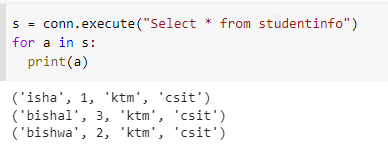 s = conn.execute("Select * from studentinfo")
for a in s:
  print(a)
('isha', 1, 'ktm', 'csit')
('bishal', 3, 'ktm', 'csit')
('bishwa', 2, 'ktm', 'csit')